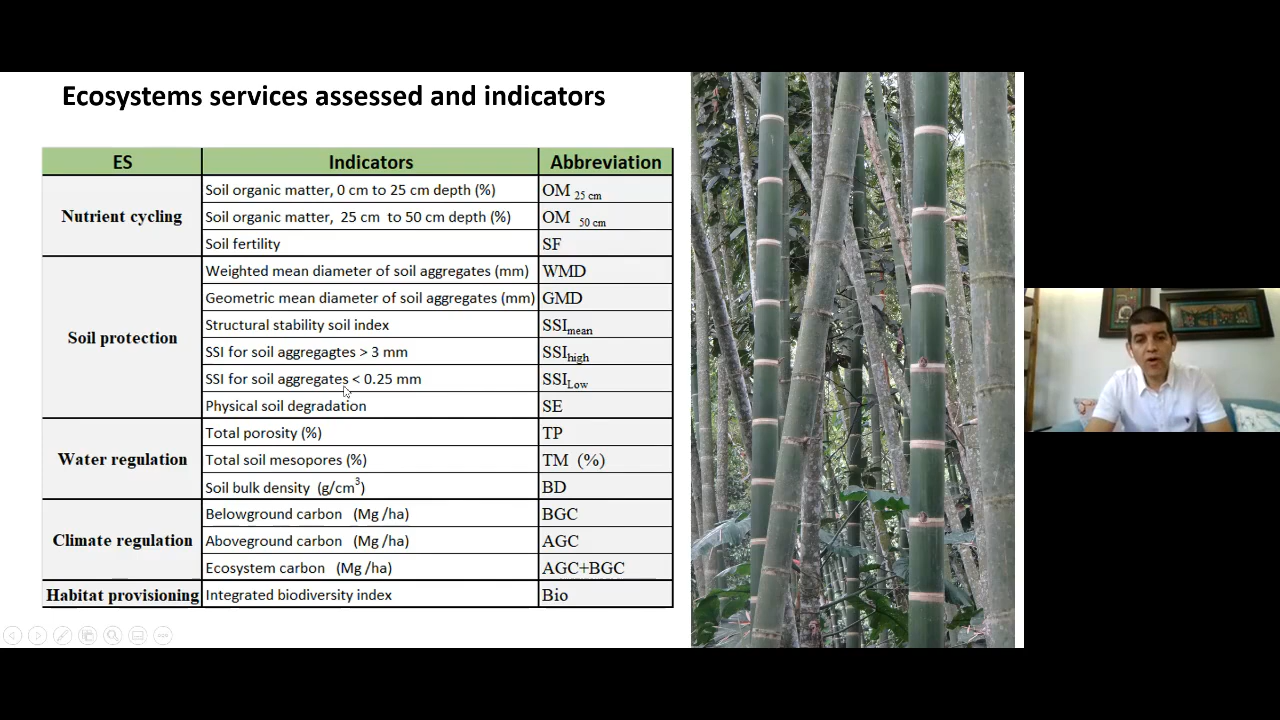 Ecosystems services assessed and indicators
ES Indicators Abbreviation
Nutrient cycling
Soil organic matter, 0 cm to 25 cm depth (%) OM 25 cm
Soil organic matter, 25 cm to 50 cm depth (%) OM 50 cm
Soil fertility SF
Soil protection
Weighted mean diameter of soil aggregates (mm) WMD
Geometric mean diameter of soil aggregates (mm) GMD
Structural stability soil index SSImean
SSI for soil aggregagtes > 3 mm SSIhigh
SSI for soil aggregates < 0.25 mm SSILow
Physical soil degradation SE
Water regulation
Total porosity (%) TP
Total soil mesopores (%) TM (%)
Soil bulk density (g/cm3) BD
Climate regulation
Belowground carbon (Mg /ha) BGC
Aboveground carbon (Mg /ha) AGC
Ecosystem carbon (Mg /ha) AGC+BGC
Habitat provisioning Integrated biodiversity index Bio